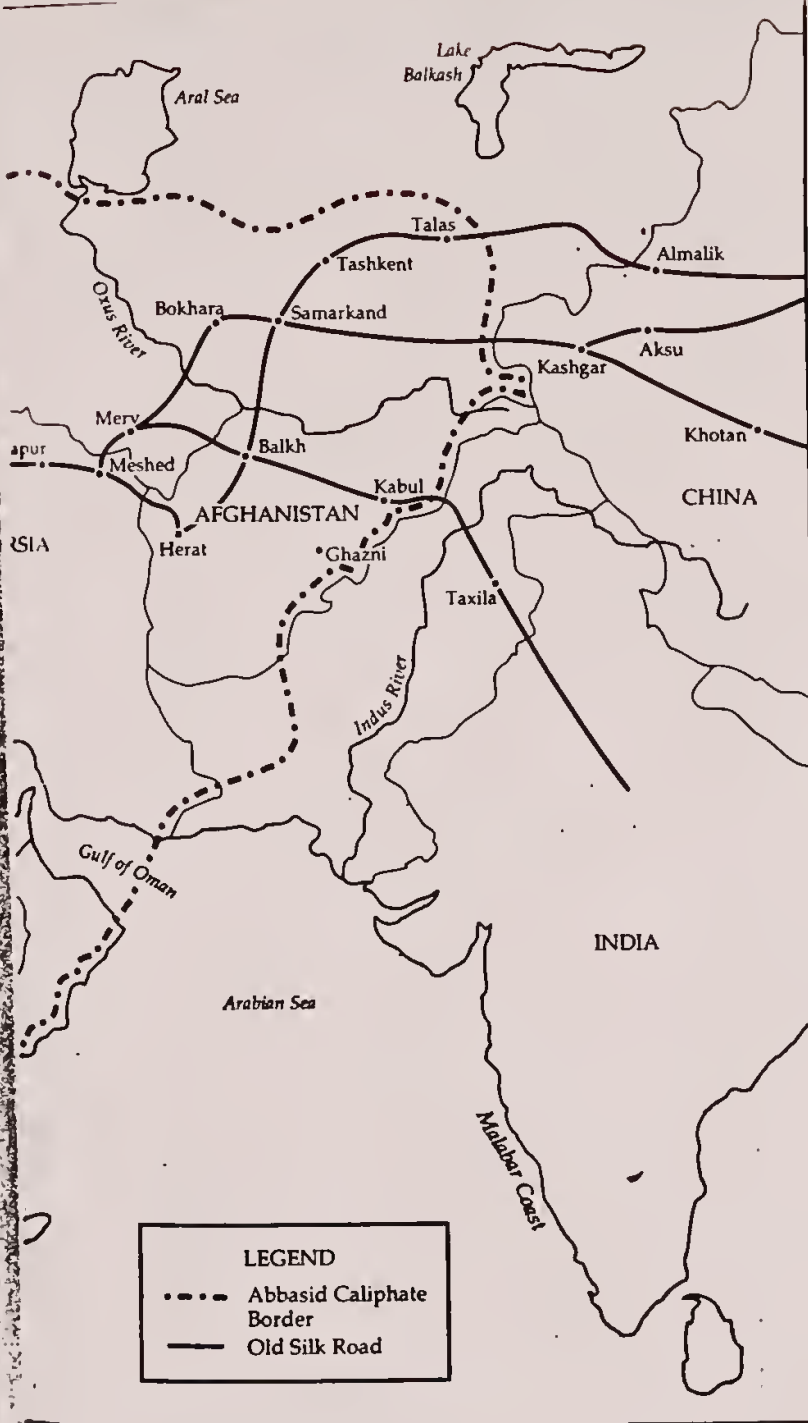 Lake
Balkash
Aral Sea
Talas
Tashkent
Almalik
Oxus River
Bokhara
Samarkand
Aksu
Kashgar
Merv
Khotan
apur
Meshed
Balkh
Kabul
CHINA
AFGHANISTAN
RSIA
Herat
Ghazni
Taxila
Indus River
Gulf of Oman
INDIA
Arabian Sea
Malabar Coast
LEGEND
Abbasid Caliphate
Border
Old Silk Road